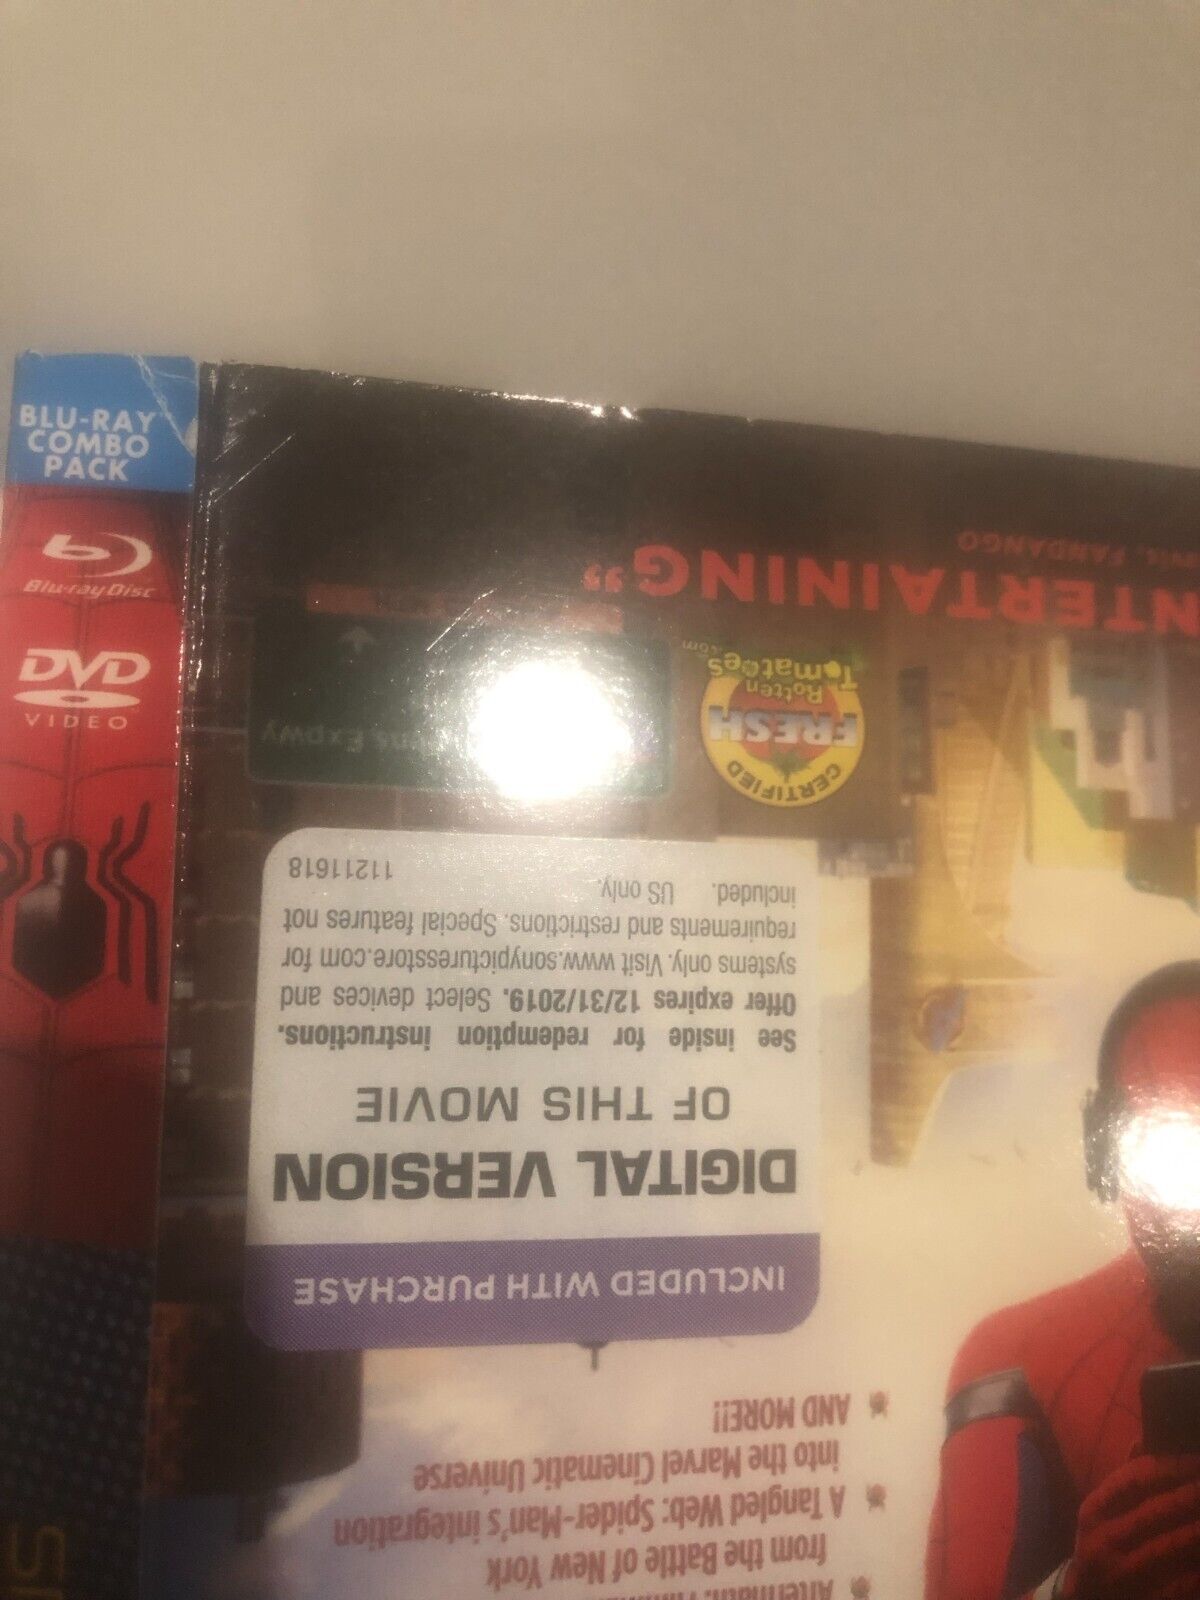 BLU-RAY
COMBO
PACK
Blu-ray Disc
DVD
VIDEO
NTERTAINING”
FANDANGO
CERTIFIED
FRESH
Rotten
Tomatoes
.com
Expwy
from the Battle of New York
A Tangled Web: Spider-Man's integration
into the Marvel Cinematic Universe
AND MORE!!
INCLUDED WITH PURCHASE
DIGITAL VERSION
OF THIS MOVIE
See inside for redemption instructions.
Offer expires 12/31/2019. Select devices and
systems only. Visit www.sonypicturesstore.com for
requirements and restrictions. Special features not
included. US only.
11211618